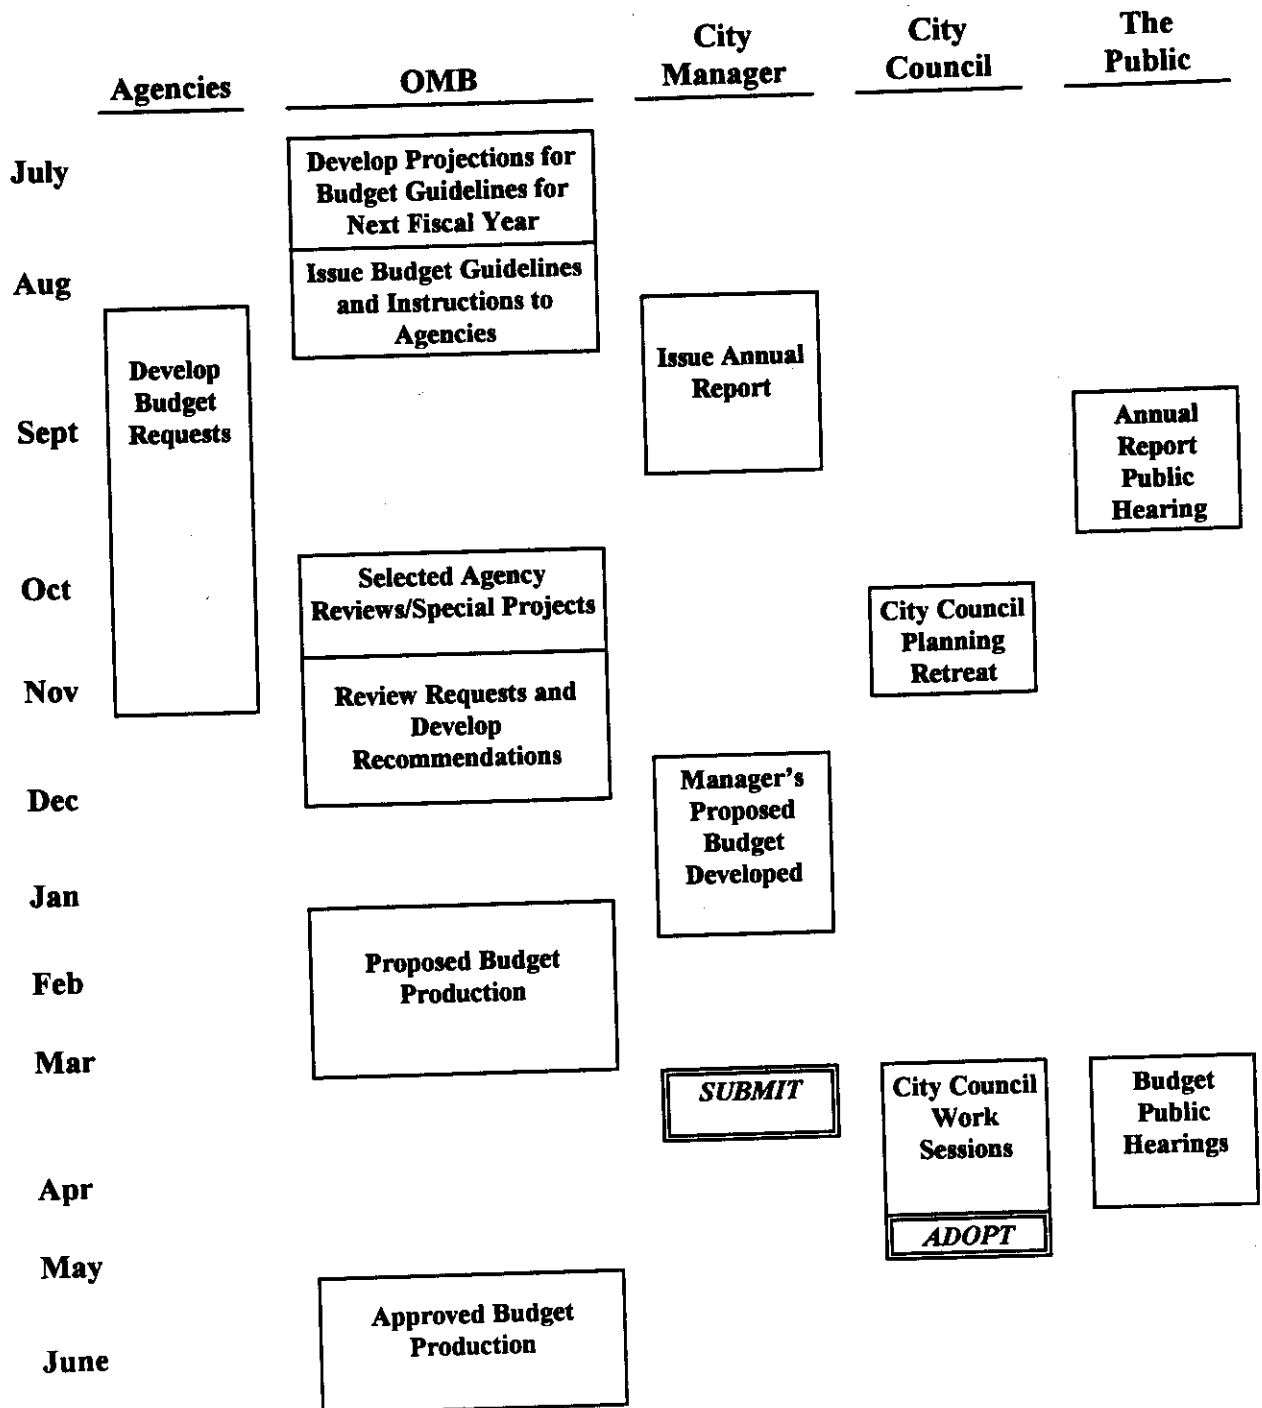 Agencies
OMB
City
Manager
City
Council
The
Public
July
Develop Projections for
Budget Guidelines for
Next Fiscal Year
Aug
Issue Budget Guidelines
and Instructions to
Agencies
Develop
Budget
Requests
Issue Annual
Report
Sept
Annual
Report
Public
Hearing
Oct
Selected Agency
Reviews/Special Projects
City Council
Planning
Retreat
Nov
Review Requests and
Develop
Recommendations
Dec
Manager's
Proposed
Budget
Developed
Jan
Feb
Proposed Budget
Production
Mar
SUBMIT
City Council
Work
Sessions
Budget
Public
Hearings
Apr
ADOPT
May
Approved Budget
Production
June